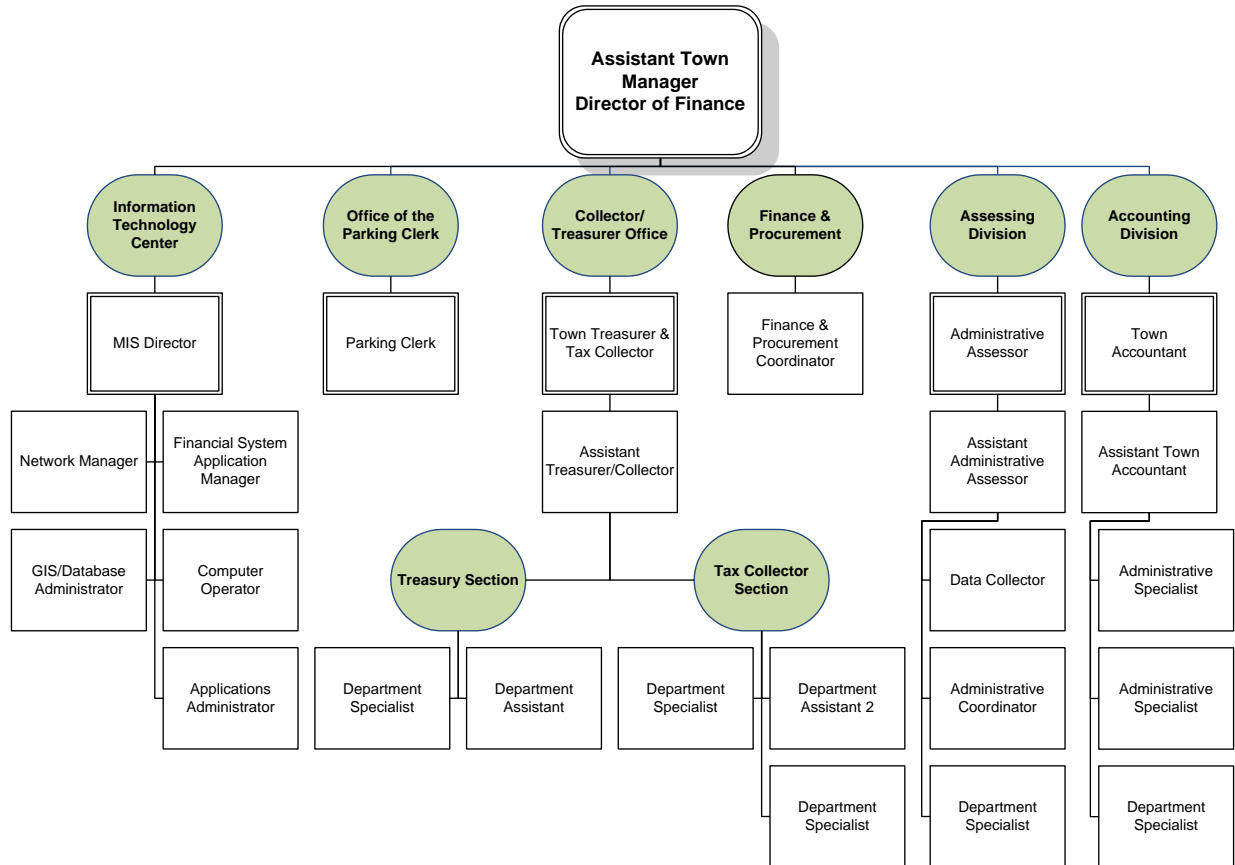 Assistant Town
Manager
Director of Finance
Information
Technology
Center
Office of the
Parking Clerk
Collector/
Treasurer Office
Finance &
Procurement
Assessing
Division
Accounting
Division
MIS Director
Parking Clerk
Town Treasurer &
Tax Collector
Finance &
Procurement
Coordinator
Administrative
Assessor
Town
Accountant
Network Manager
Financial System
Application
Manager
Assistant
Treasurer/Collector
Assistant
Administrative
Assessor
Assistant Town
Accountant
GIS/Database
Administrator
Computer
Operator
Treasury Section
Tax Collector
Section
Data Collector
Administrative
Specialist
Applications
Administrator
Department
Specialist
Department
Assistant
Department
Specialist
Department
Assistant 2
Administrative
Coordinator
Administrative
Specialist
Department
Specialist
Department
Specialist
Department
Specialist